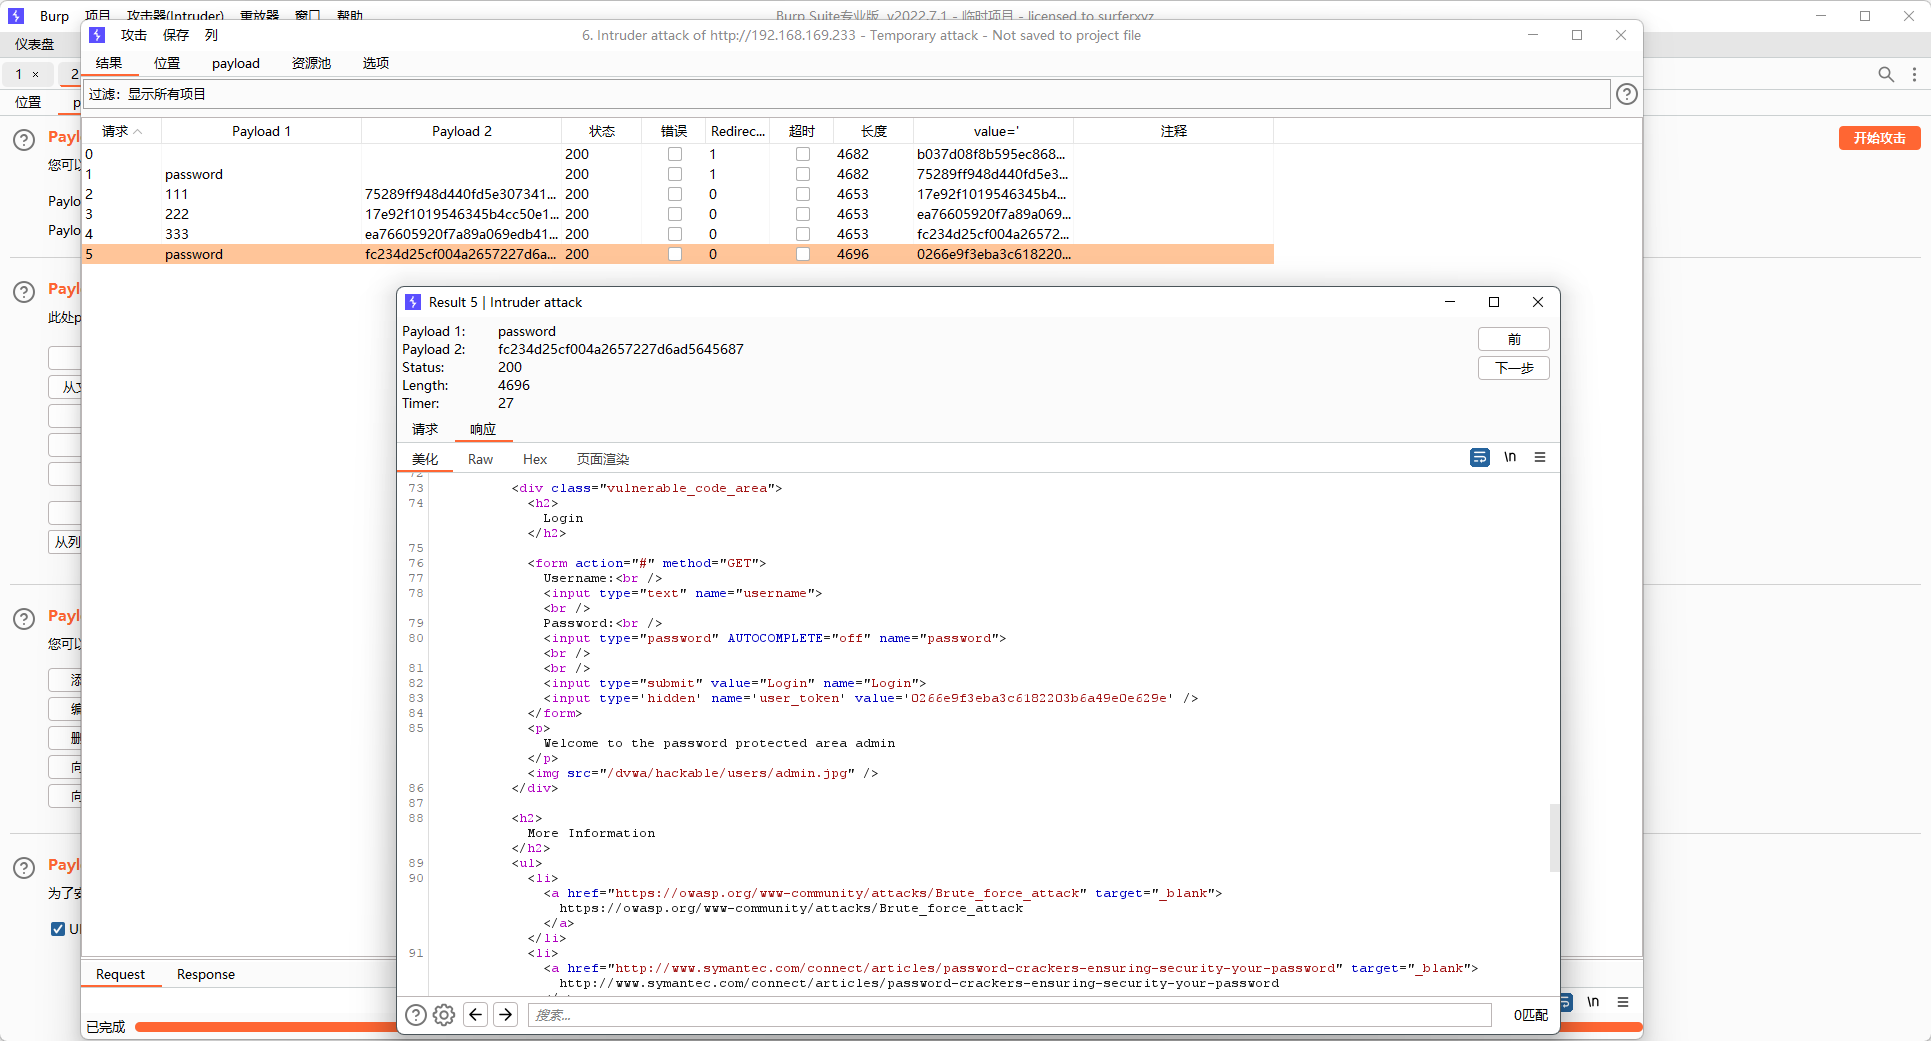 Burp 项目 攻击器(Intruder) 重放器 窗口 帮助 Burp Suite专业版 v2022.7.1 - 临时项目 - licensed to surferxyz
仪表盘
1 × 2
位置 p
开始攻击
攻击 保存 列 6. Intruder attack of http://192.168.169.233 - Temporary attack - Not saved to project file
结果 位置 payload 资源池 选项
过滤：显示所有项目
请求 Payload 1 Payload 2 状态 错误 Redirec... 超时 长度 value=' 注释
0 200 1 4682 b037d08f8b595ec868...
1 password 200 1 4682 75289ff948d440fd5e3...
2 111 75289ff948d440fd5e307341... 200 0 4653 17e92f1019546345b4...
3 222 17e92f1019546345b4cc50e1... 200 0 4653 ea76605920f7a89a069...
4 333 ea76605920f7a89a069edb41... 200 0 4653 fc234d25cf004a26572...
5 password fc234d25cf004a2657227d6a... 200 0 4696 0266e9f3eba3c618220...
Payl
您可以
Paylo
Paylo
Payl
此处p
从文
从列
Payl
您可以
添
编
删
向
向
Payl
为了安
U
Result 5 | Intruder attack
Payload 1: password
Payload 2: fc234d25cf004a2657227d6ad5645687
Status: 200
Length: 4696
Timer: 27
前
下一步
请求 响应
美化 Raw Hex 页面渲染 \n
72
73 <div class="vulnerable_code_area">
74 <h2>
Login
</h2>
75
76 <form action="#" method="GET">
77 Username:<br />
78 <input type="text" name="username">
<br />
79 Password:<br />
80 <input type="password" AUTOCOMPLETE="off" name="password">
<br />
81 <br />
82 <input type="submit" value="Login" name="Login">
83 <input type='hidden' name='user_token' value='0266e9f3eba3c6182203b6a49e0e629e' />
84 </form>
85 <p>
Welcome to the password protected area admin
</p>
<img src="/dvwa/hackable/users/admin.jpg" />
86 </div>
87
88 <h2>
More Information
</h2>
89 <ul>
90 <li>
<a href="https://owasp.org/www-community/attacks/Brute_force_attack" target="_blank">
https://owasp.org/www-community/attacks/Brute_force_attack
</a>
</li>
91 <li>
<a href="http://www.symantec.com/connect/articles/password-crackers-ensuring-security-your-password" target="_blank">
http://www.symantec.com/connect/articles/password-crackers-ensuring-security-your-password
搜索... 0匹配
Request Response
\n
已完成